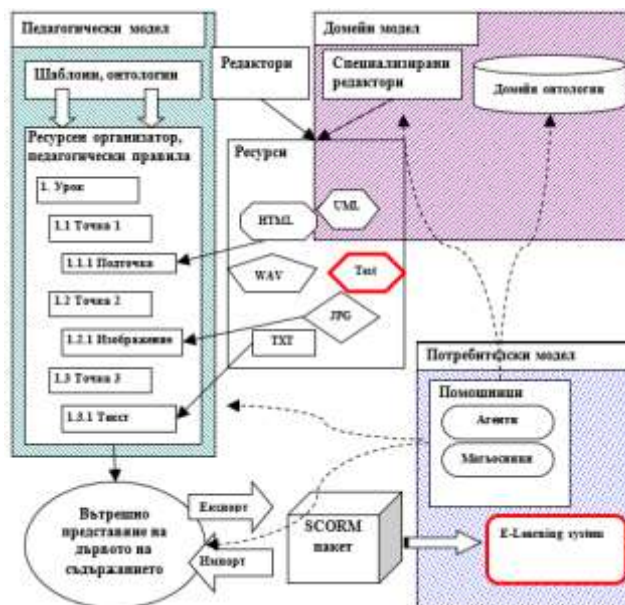 Педагогически модел
Шаблони, онтологии
Ресурсен организатор,
педагогически правила
1. Урок
1.1 Точка 1
1.1.1 Подточка
1.2 Точка 2
1.2.1 Изображение
1.3 Точка 3
1.3.1 Текст
Редактори
Домейн модел
Специализирани
редактори
Домейн онтологии
Ресурси
UML
HTML
WAV
Test
JPG
TXT
Потребителски модел
Помошници
Агенти
Магьосници
Вътрешно
представяне на
дървото на
съдържанието
Експорт
Импорт
SCORM
пакет
E-Learning system